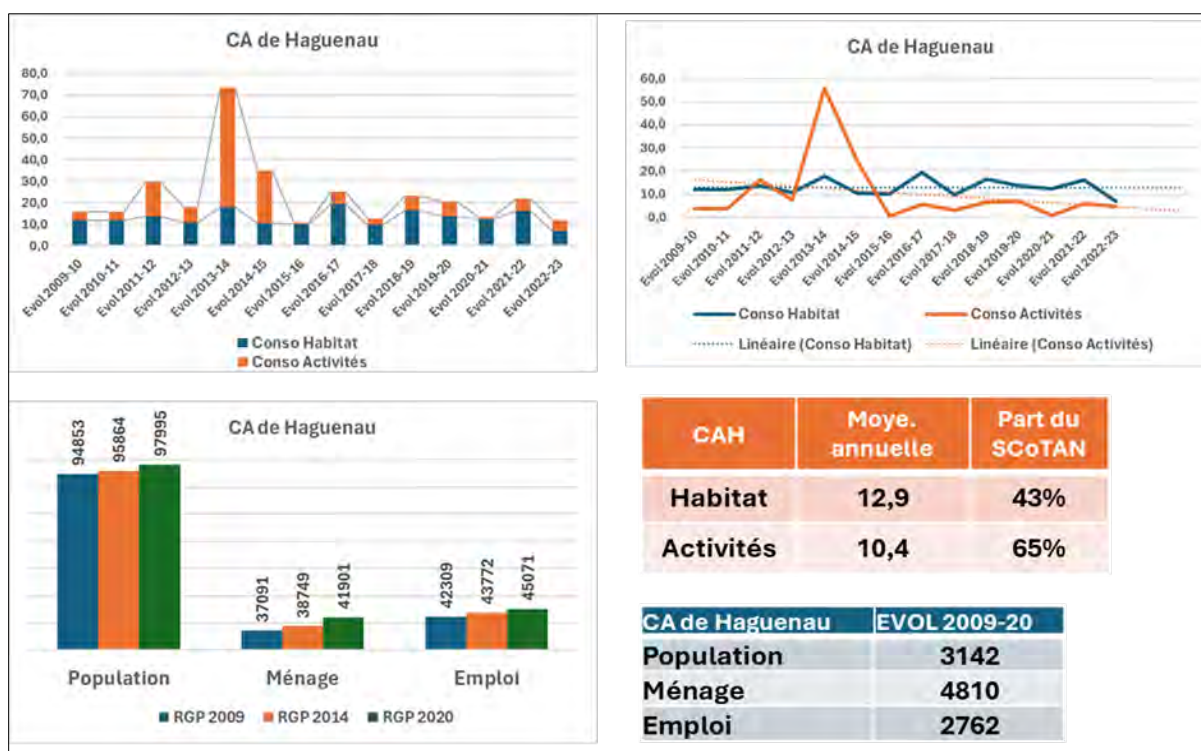 CA de Haguenau
80,0
70,0
60,0
50,0
40,0
30,0
20,0
10,0
0,0
Evol 2009-10
Evol 2010-11
Evol 2011-12
Evol 2012-13
Evol 2013-14
Evol 2014-15
Evol 2015-16
Evol 2016-17
Evol 2017-18
Evol 2018-19
Evol 2019-20
Evol 2020-21
Evol 2021-22
Evol 2022-23
Conso Habitat
Conso Activités
CA de Haguenau
60,0
50,0
40,0
30,0
20,0
10,0
0,0
Evol 2009-10
Evol 2010-11
Evol 2011-12
Evol 2012-13
Evol 2013-14
Evol 2014-15
Evol 2015-16
Evol 2016-17
Evol 2017-18
Evol 2018-19
Evol 2019-20
Evol 2020-21
Evol 2021-22
Evol 2022-23
Conso Habitat Conso Activités
Linéaire (Conso Habitat) Linéaire (Conso Activités)
CA de Haguenau
94853
95864
97995
37091
38749
41901
42309
43772
45071
Population Ménage Emploi
RGP 2009 RGP 2014 RGP 2020
CAH Moye. annuelle Part du SCoTAN
Habitat 12,9 43%
Activités 10,4 65%
CA de Haguenau EVOL 2009-20
Population 3142
Ménage 4810
Emploi 2762